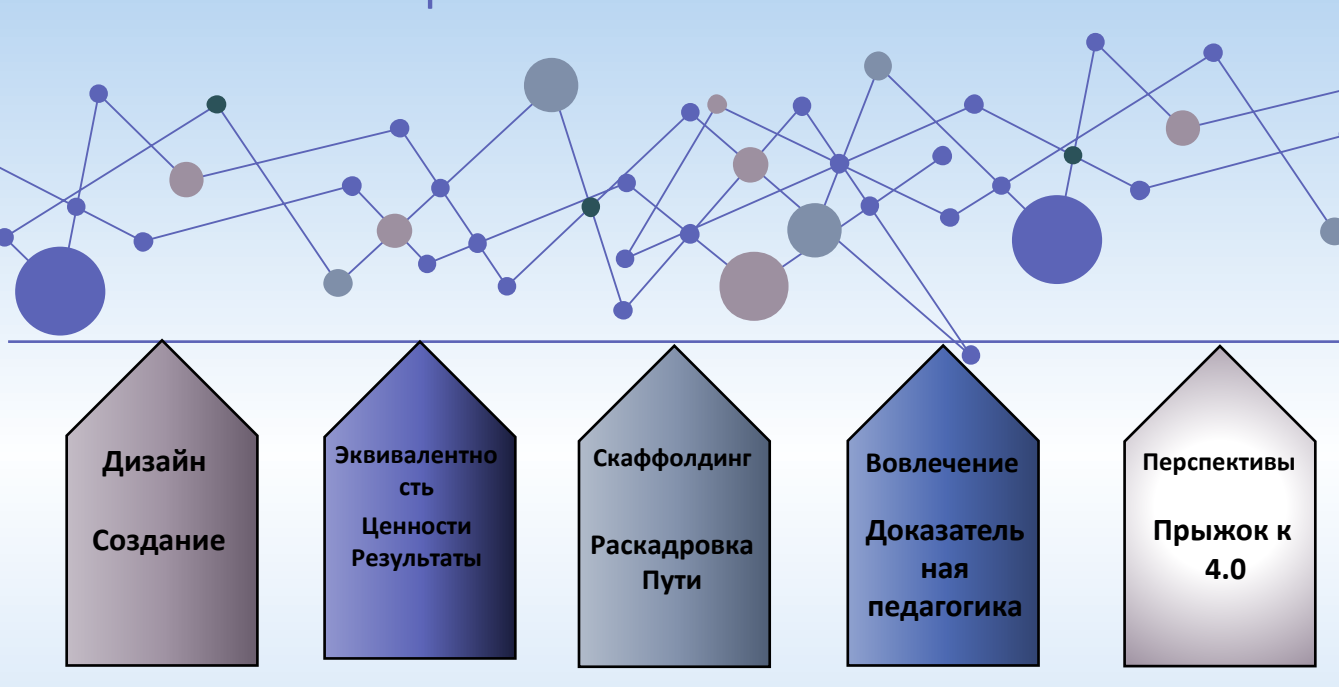 Дизайн
Создание
Эквивалентно
сть
Ценности
Результаты
Скаффолдинг
Раскадровка
Пути
Вовлечение
Доказатель
ная
педагогика
Перспективы
Прыжок к
4.0